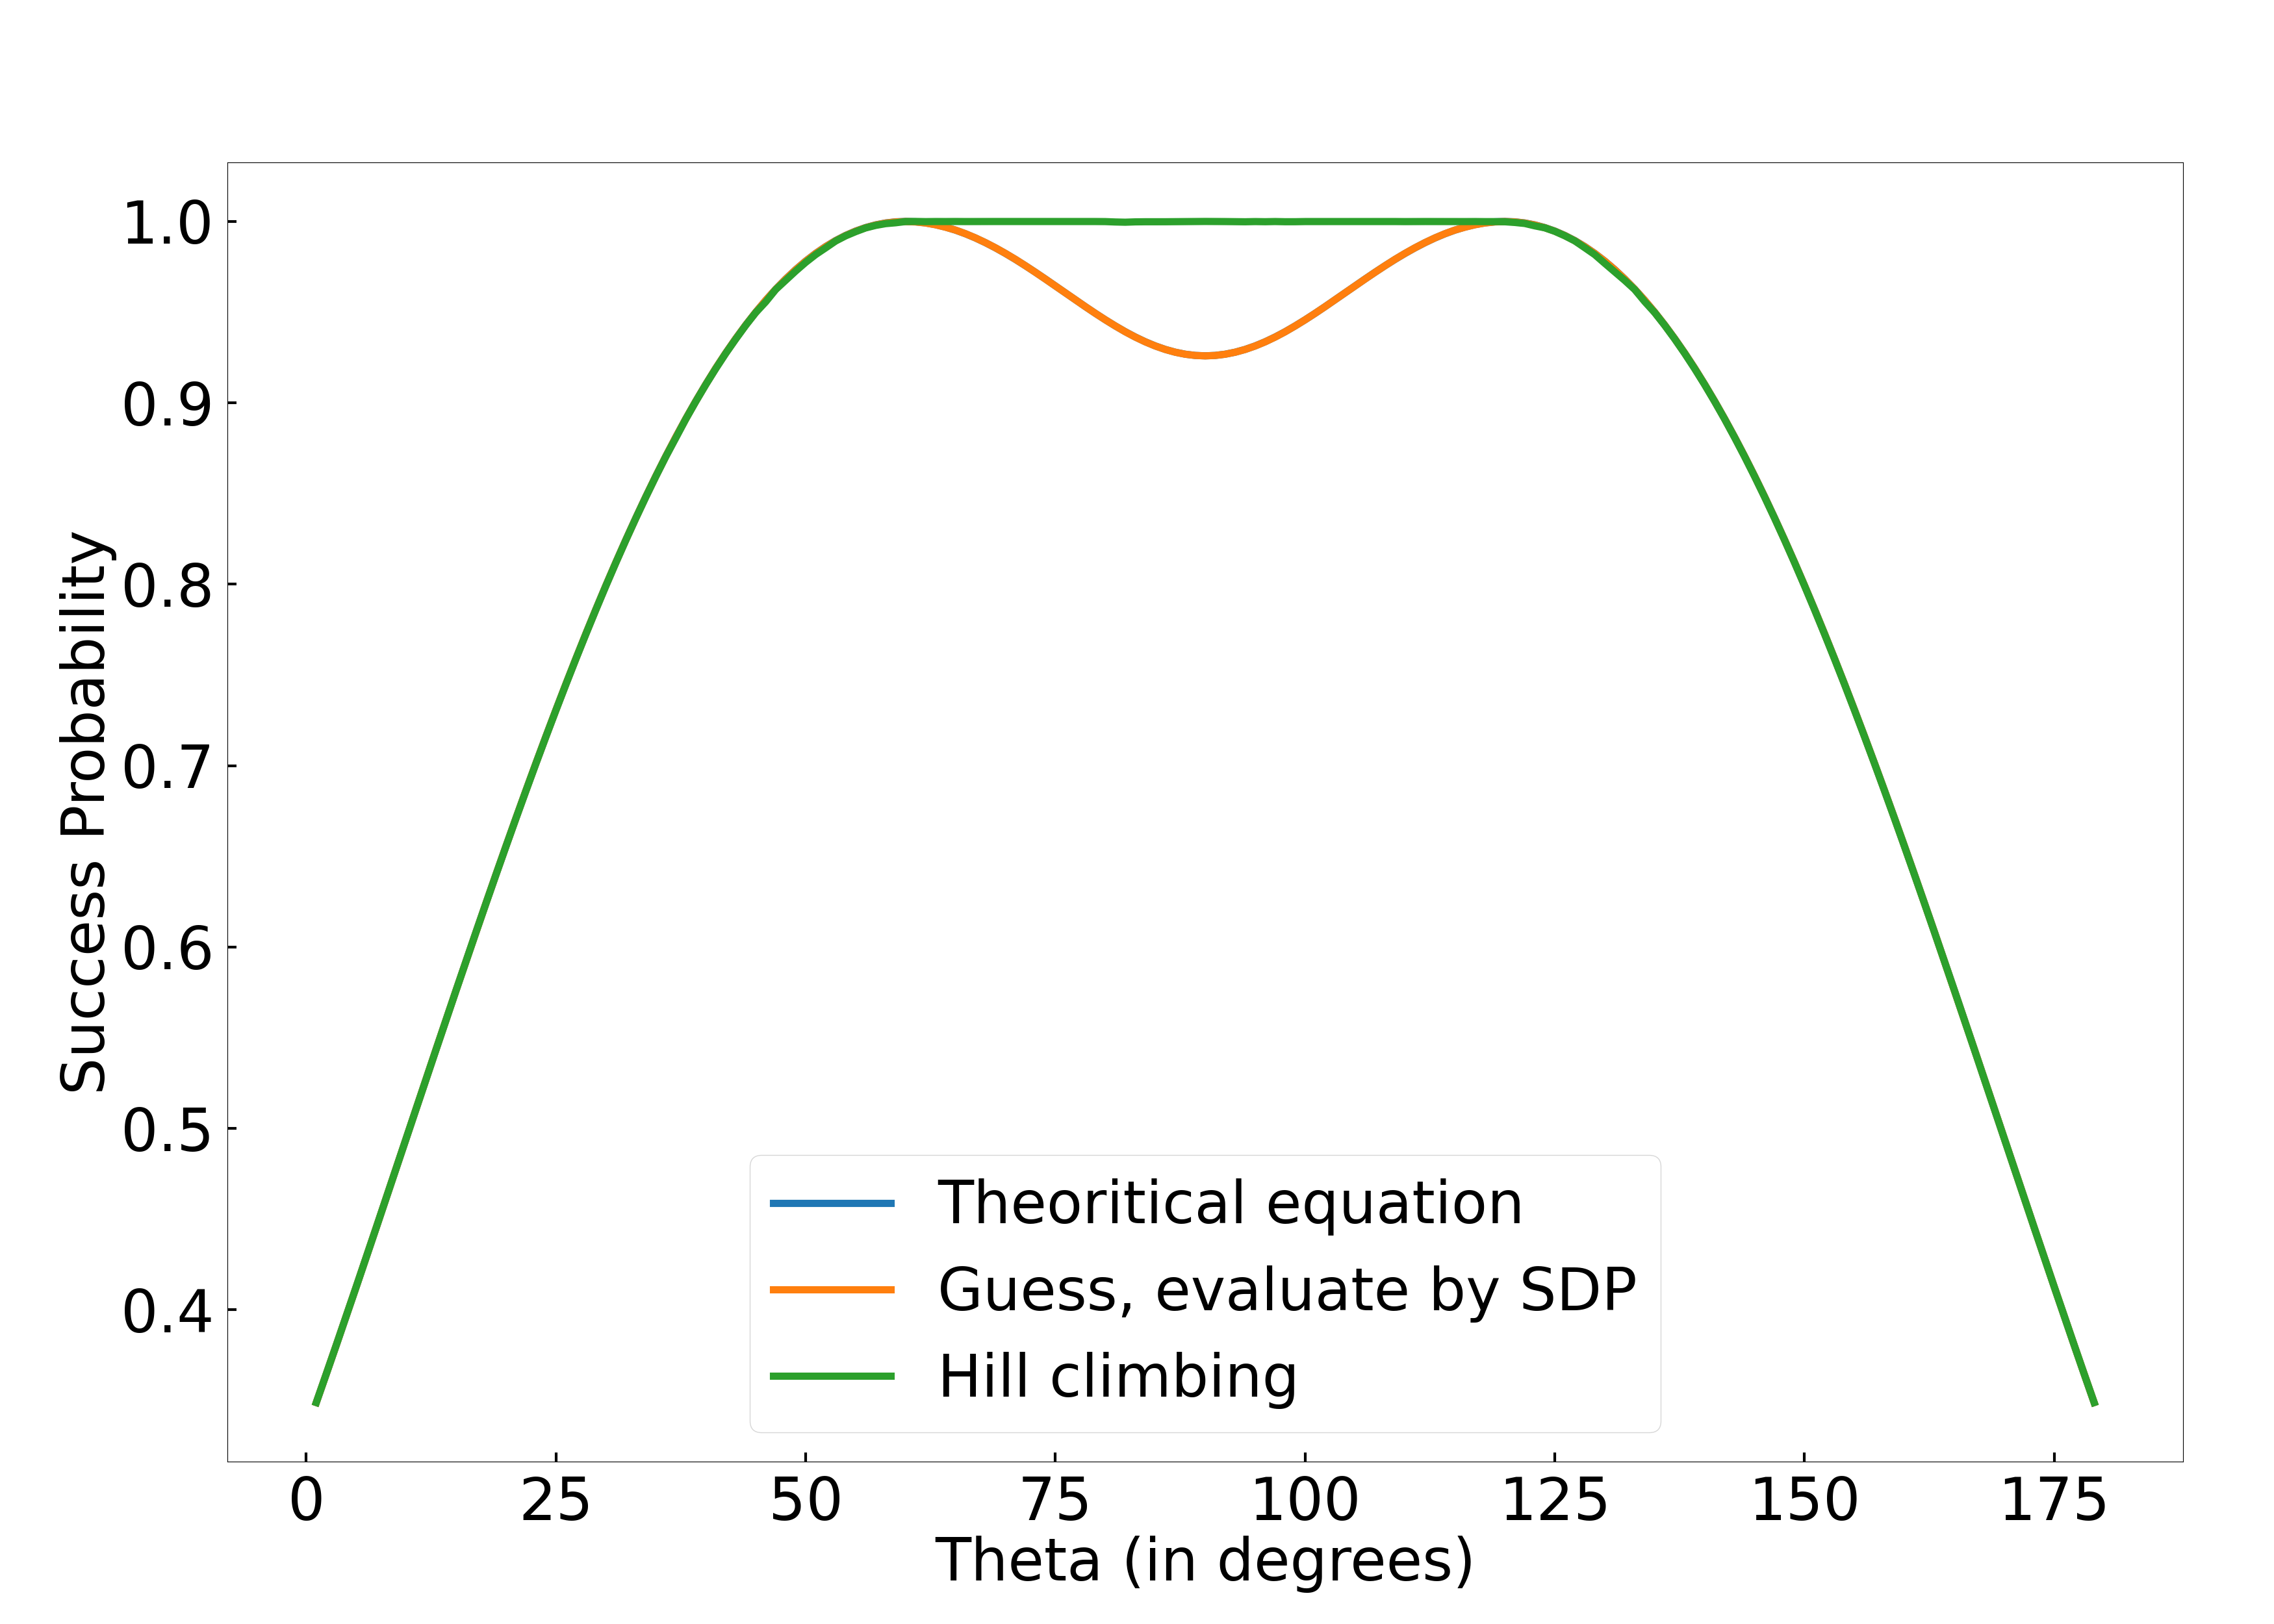 1.0
0.9
0.8
0.7
0.6
0.5
0.4
Success Probability
Theoritical equation
Guess, evaluate by SDP
Hill climbing
0 25 50 75 100 125 150 175
Theta (in degrees)